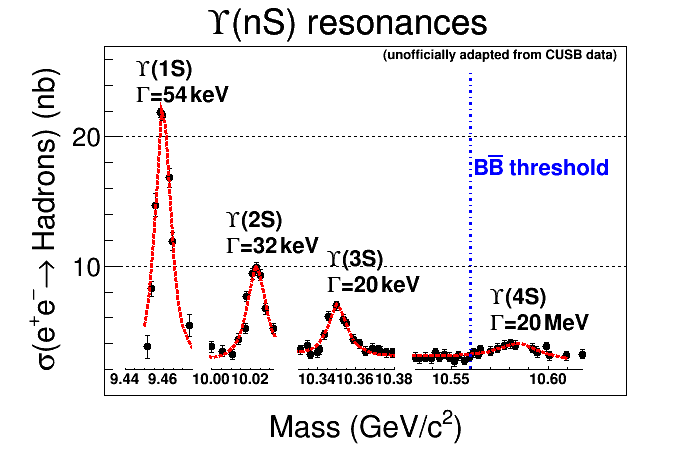 ϒ(nS) resonances
(unofficially adapted from CUSB data)
ϒ(1S)
Γ=54 keV
20
BB̅ threshold
ϒ(2S)
Γ=32 keV
ϒ(3S)
Γ=20 keV
10
ϒ(4S)
Γ=20 MeV
σ(e⁺e⁻→ Hadrons) (nb)
9.44 9.46 10.00 10.02 10.34 10.36 10.38 10.55 10.60
Mass (GeV/c²)